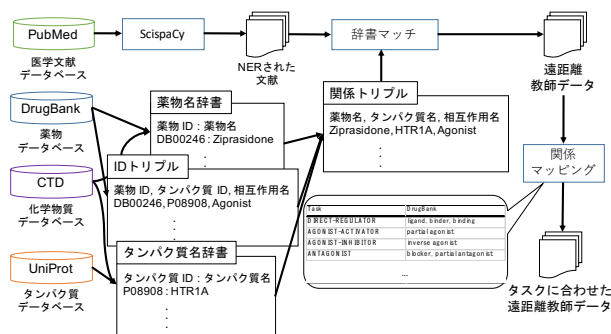 PubMed
医学文献
データベース
ScispaCy
NERされた
文献
辞書マッチ
遠距離
教師データ
DrugBank
薬物
データベース
薬物名辞書
薬物 ID : 薬物名
DB00246 : Ziprasidone
関係トリプル
薬物名, タンパク質名, 相互作用名
Ziprasidone, HTR1A, Agonist
.
.
.
IDトリプル
薬物 ID, タンパク質 ID, 相互作用名
DB00246, P08908, Agonist
.
.
.
CTD
化学物質
データベース
関係
マッピング
Task DrugBank
DIRECT-REGULATOR ligand, binder, binding
AGONIST-ACTIVATOR partial agonist
AGONIST-INHIBITOR inverse agonist
ANTAGONIST blocker, partial antagonist
...
タンパク質名辞書
タンパク質 ID : タンパク質名
P08908 : HTR1A
.
.
.
UniProt
タンパク質
データベース
タスクに合わせた
遠距離教師データ